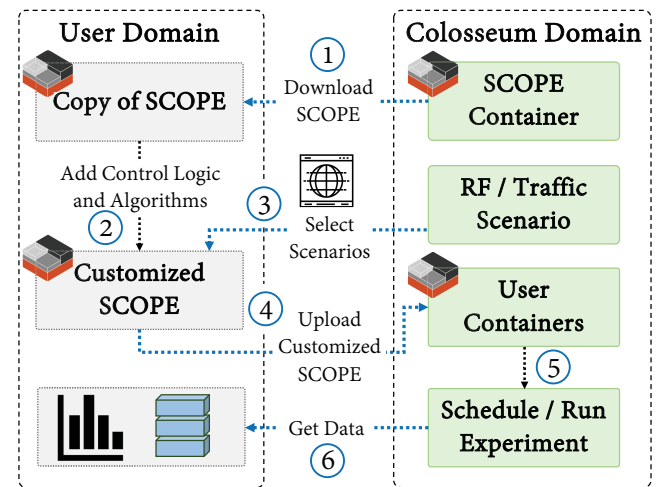 User Domain
Colosseum Domain
1
Download
SCOPE
Copy of SCOPE
SCOPE
Container
Add Control Logic
and Algorithms
2
3
Select
Scenarios
RF / Traffic
Scenario
Customized
SCOPE
4
Upload
Customized
SCOPE
User
Containers
5
Get Data
6
Schedule / Run
Experiment